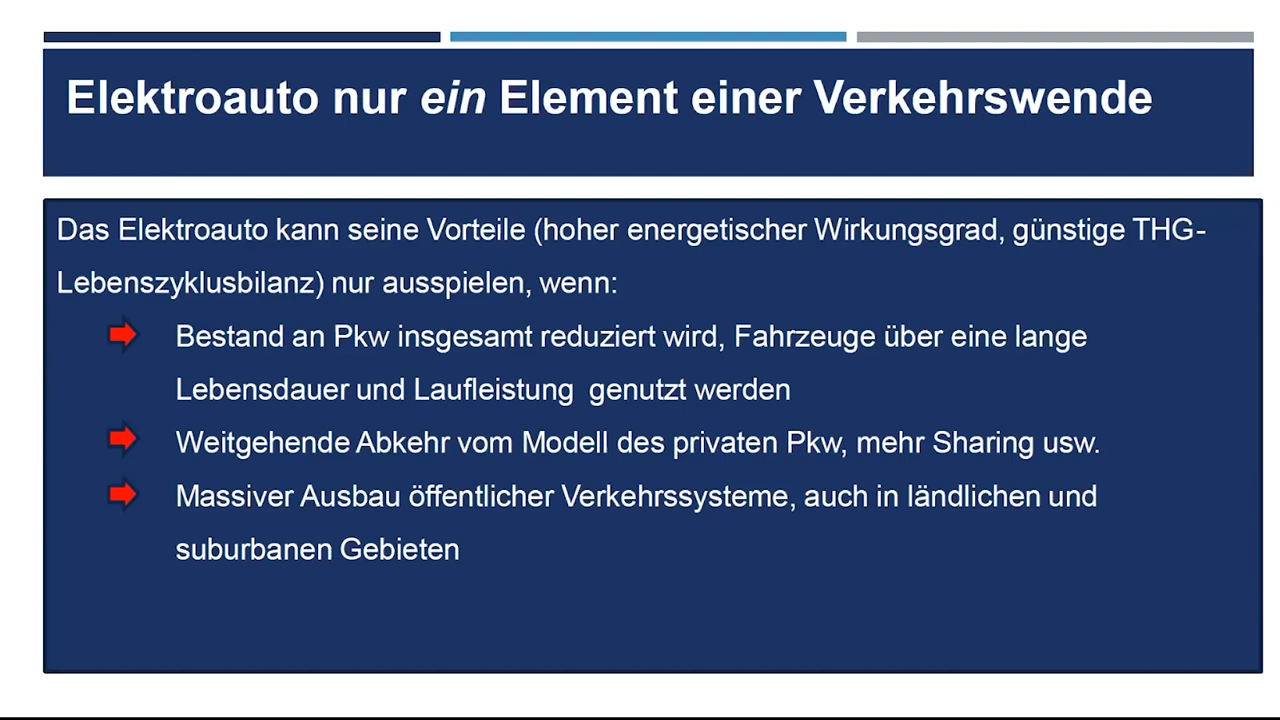 Elektroauto nur ein Element einer Verkehrswende
Das Elektroauto kann seine Vorteile (hoher energetischer Wirkungsgrad, günstige THG-
Lebenszyklusbilanz) nur ausspielen, wenn:
Bestand an Pkw insgesamt reduziert wird, Fahrzeuge über eine lange
Lebensdauer und Laufleistung genutzt werden
Weitgehende Abkehr vom Modell des privaten Pkw, mehr Sharing usw.
Massiver Ausbau öffentlicher Verkehrssysteme, auch in ländlichen und
suburbanen Gebieten